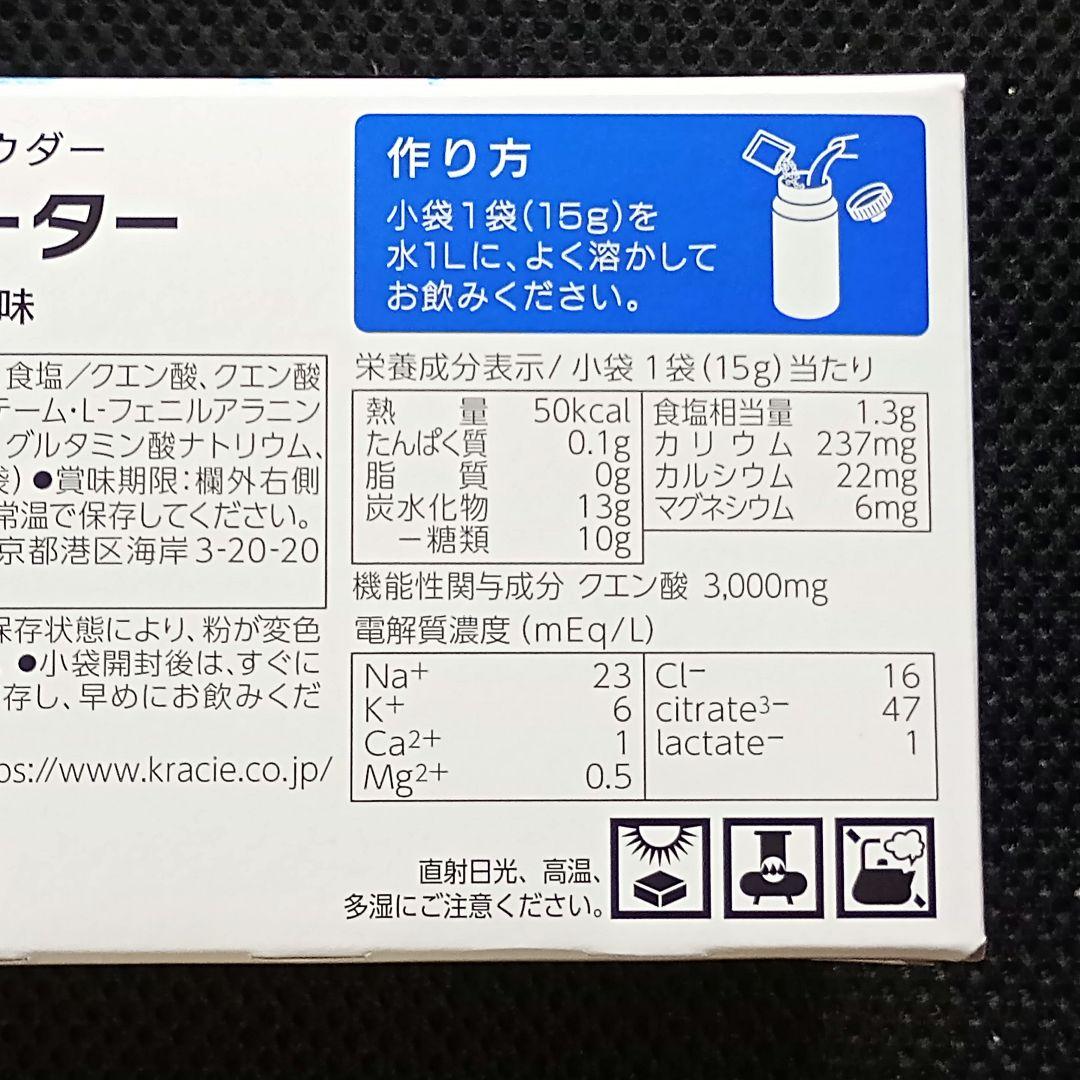 ウダー
ーター
味
食塩／クエン酸、クエン酸
テーム・L-フェニルアラニン
グルタミン酸ナトリウム、
袋）●賞味期限：欄外右側
常温で保存してください。
京都港区海岸3-20-20
保存状態により、粉が変色
●小袋開封後は、すぐに
存し、早めにお飲みくだ
ps://www.kracie.co.jp/
作り方
小袋1袋(15g)を
水1Lに、よく溶かして
お飲みください。
栄養成分表示/小袋1袋(15g)当たり
熱量 50kcal
たんぱく質 0.1g
脂質 0g
炭水化物 13g
－糖類 10g
食塩相当量 1.3g
カリウム 237mg
カルシウム 22mg
マグネシウム 6mg
機能性関与成分 クエン酸 3,000mg
電解質濃度(mEq/L)
Na+ 23
K+ 6
Ca2+ 1
Mg2+ 0.5
Cl− 16
citrate3− 47
lactate− 1
直射日光、高温、
多湿にご注意ください。